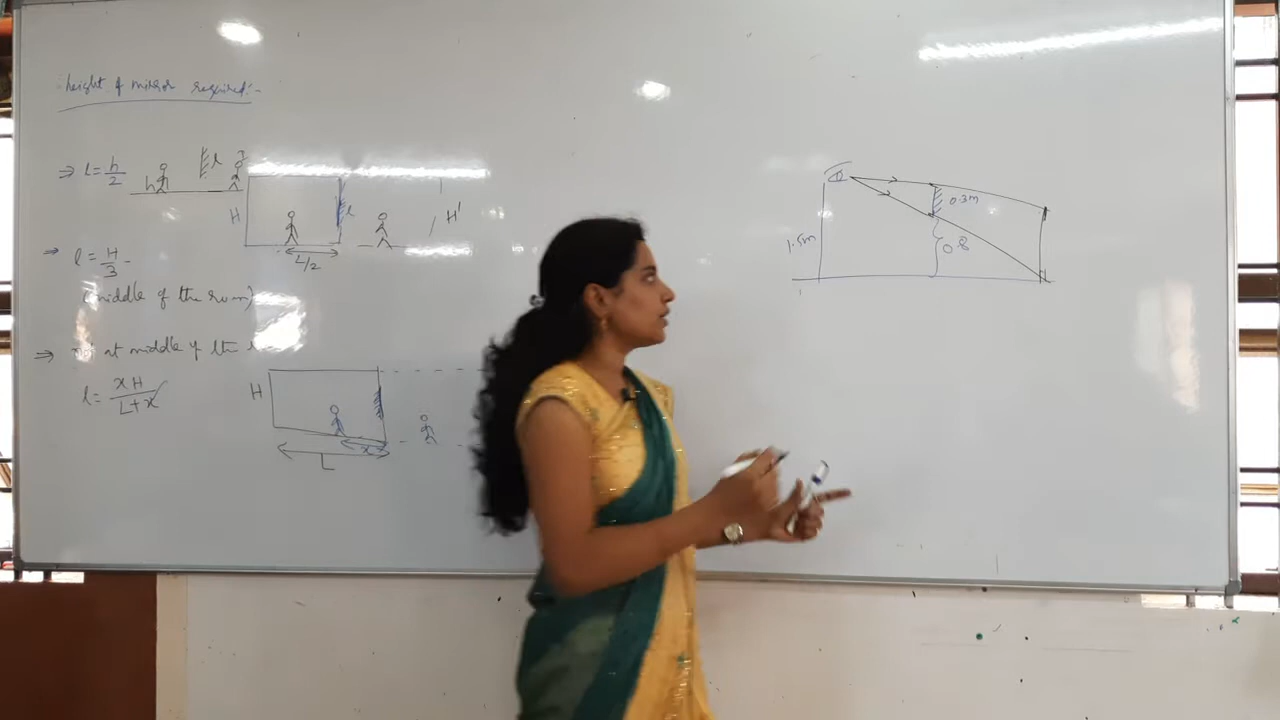 height of mirror required:-
⇒ l = h/2
h
l
H
l
H'
L/2
⇒ l = H/3
(middle of the room)
⇒ not at middle of the
l = xH/L+x
H
x
L
1.5m
0.3m
0.8